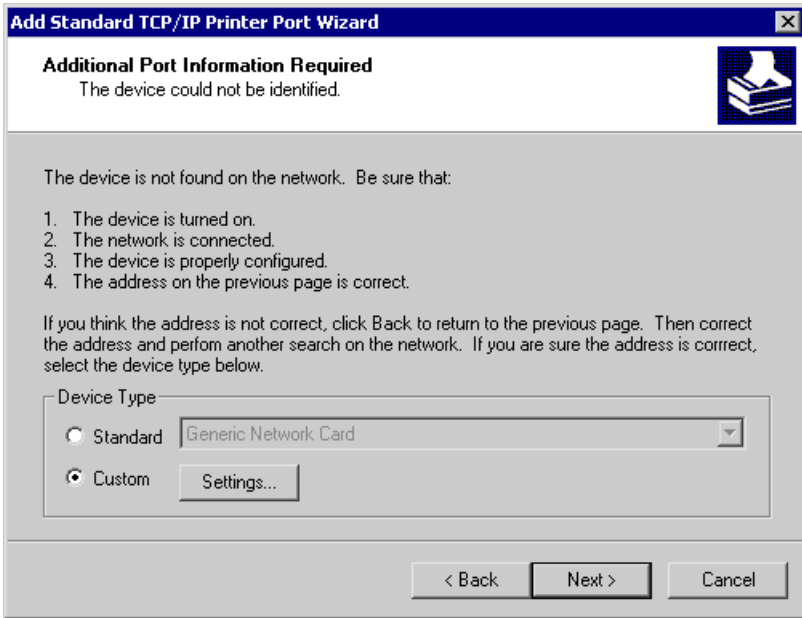 Add Standard TCP/IP Printer Port Wizard
Additional Port Information Required
The device could not be identified.
The device is not found on the network. Be sure that:
1. The device is turned on.
2. The network is connected.
3. The device is properly configured.
4. The address on the previous page is correct.
If you think the address is not correct, click Back to return to the previous page. Then correct
the address and perfom another search on the network. If you are sure the address is corrrect,
select the device type below.
Device Type
Standard Generic Network Card
Custom Settings...
< Back Next > Cancel